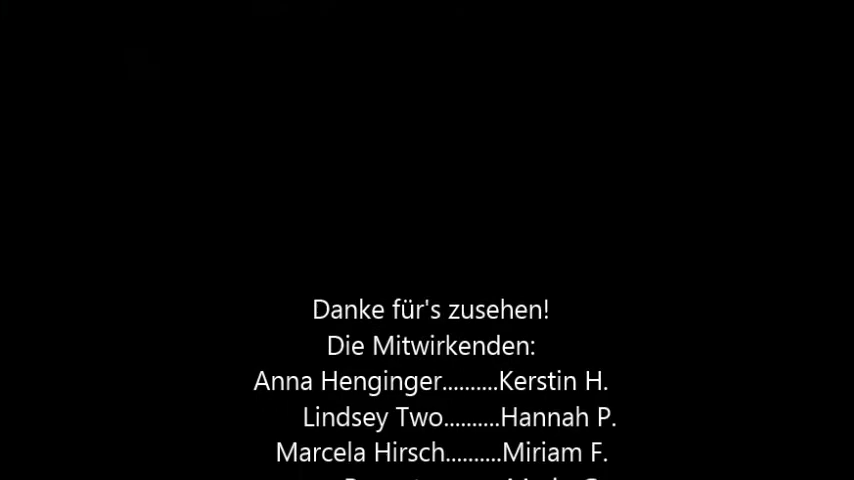 Danke für's zusehen!
Die Mitwirkenden:
Anna Henginger..........Kerstin H.
Lindsey Two..........Hannah P.
Marcela Hirsch..........Miriam F.